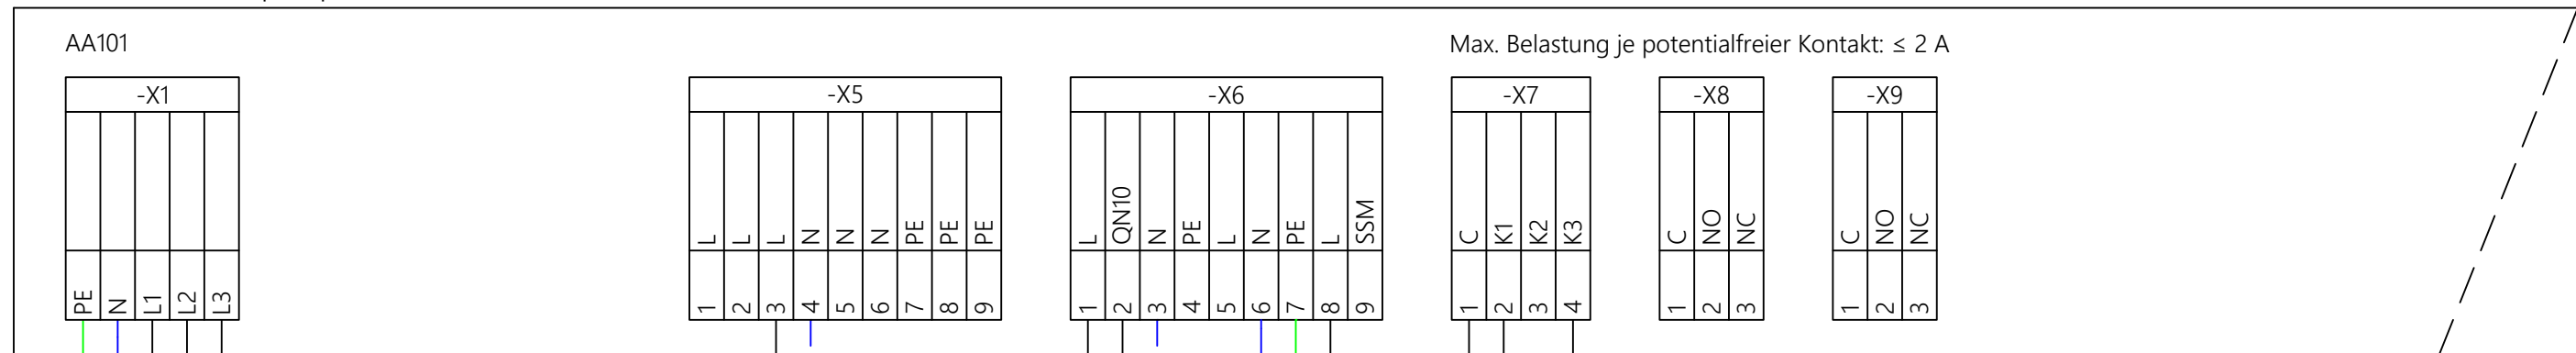 AA101
Max. Belastung je potentialfreier Kontakt: ≤ 2 A
-X1
-X5
-X6
-X7
-X8
-X9
L L L N N N PE PE PE
L QN10 N PE L N PE L SSM
C K1 K2 K3
C NO NC
C NO NC
PE N L1 L2 L3
1 2 3 4 5 6 7 8 9
1 2 3 4 5 6 7 8 9
1 2 3 4
1 2 3
1 2 3